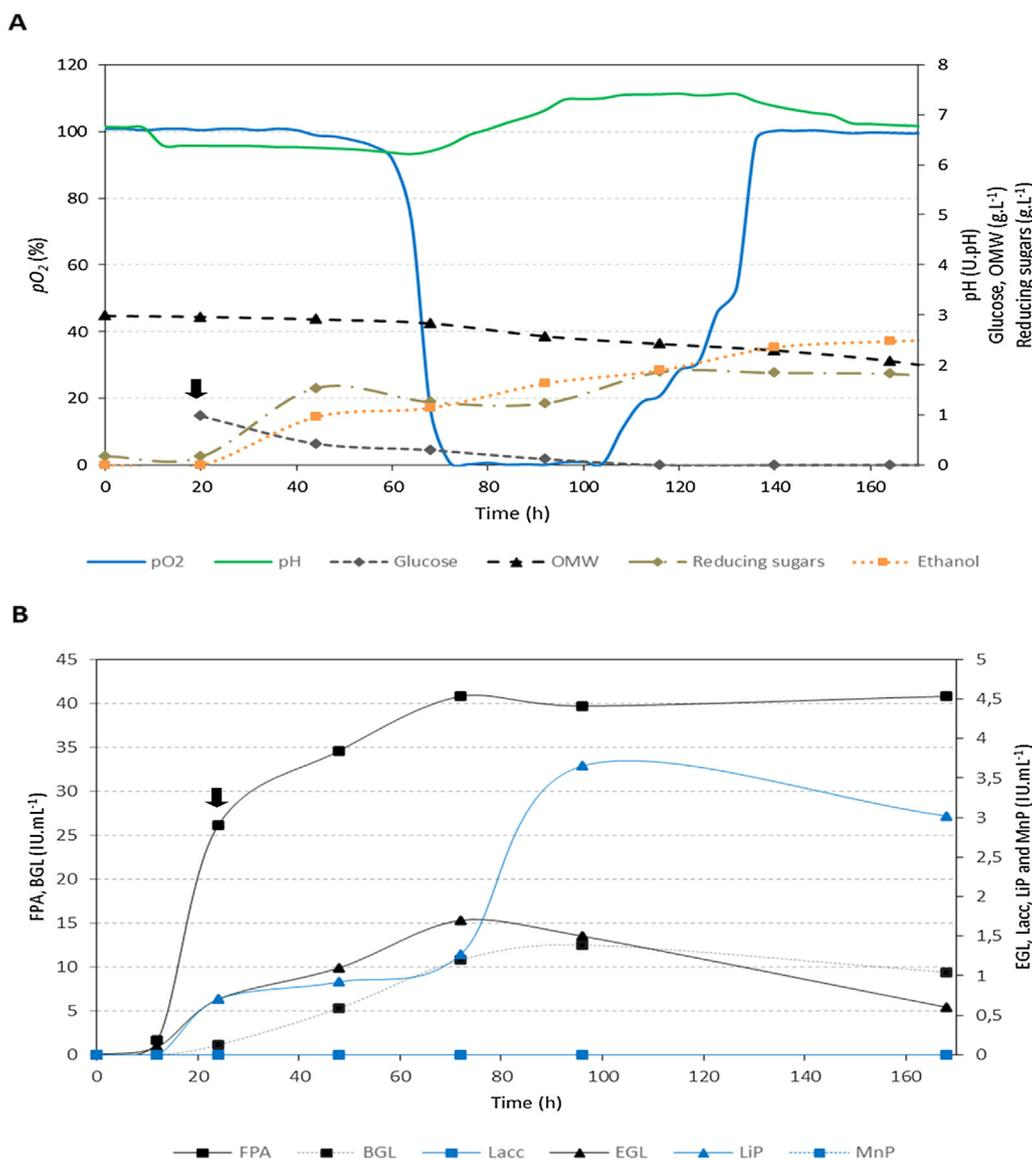 A
120
100
80
60
40
20
0
pO2 (%)
8
7
6
5
4
3
2
1
0
pH (U.pH)
Glucose, OMW (g.L-1)
Reducing sugars (g.L-1)
0 20 40 60 80 100 120 140 160
Time (h)
pO2 pH Glucose OMW Reducing sugars Ethanol
B
45
40
35
30
25
20
15
10
5
0
FPA, BGL (IU.mL-1)
5
4,5
4
3,5
3
2,5
2
1,5
1
0,5
0
EGL, Lacc, LiP and MnP (IU.mL-1)
0 20 40 60 80 100 120 140 160
Time (h)
FPA BGL Lacc EGL LiP MnP